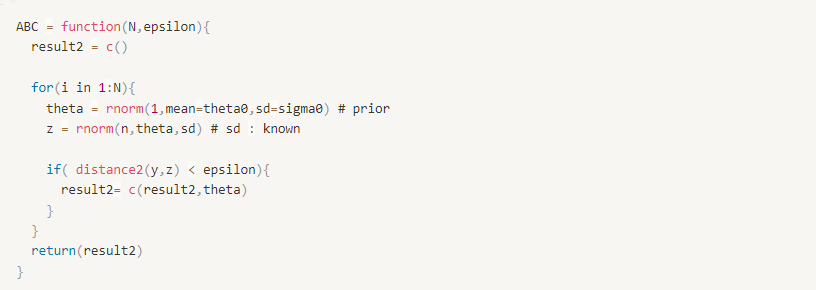 ABC = function(N,epsilon){
  result2 = c()

  for(i in 1:N){
    theta = rnorm(1,mean=theta0,sd=sigma0) # prior
    z = rnorm(n,theta,sd) # sd : known

    if( distance2(y,z) < epsilon){
      result2= c(result2,theta)
    }
  }
  return(result2)
}